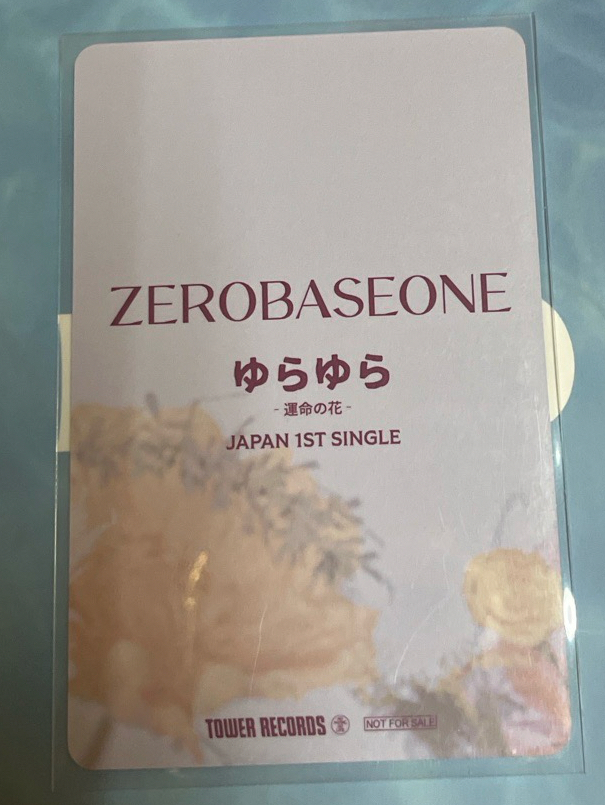 ZEROBASEONE
ゆらゆら
- 運命の花 -
JAPAN 1ST SINGLE
TOWER RECORDS NOT FOR SALE